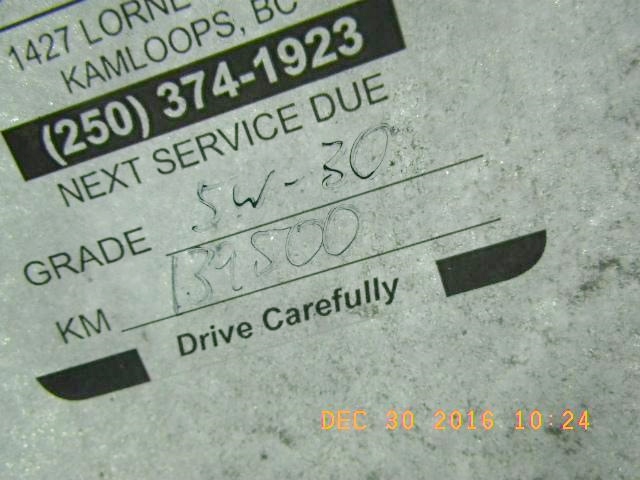 1427 LORNE
KAMLOOPS, BC
(250) 374-1923
NEXT SERVICE DUE
GRADE 5W-30
KM 139500
Drive Carefully
DEC 30 2016 10:24